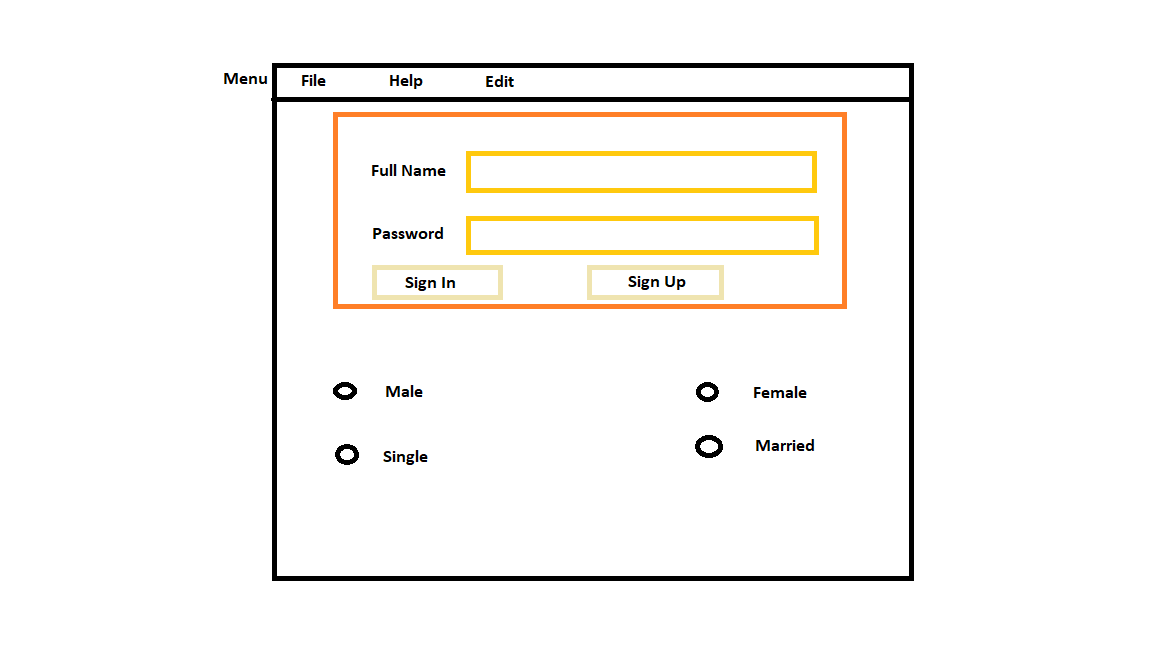 Menu File Help Edit
Full Name
Password
Sign In Sign Up
Male Female
Single Married